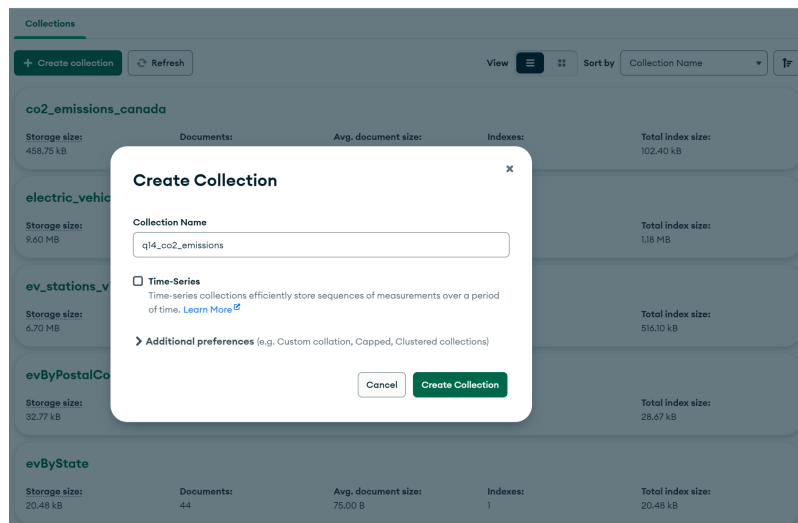 Collections
+ Create collection
Refresh
View
Sort by
Collection Name
co2_emissions_canada
Storage size: Documents: Avg. document size: Indexes: Total index size:
458.75 kB 102.40 kB
Create Collection
electric_vehic
Collection Name
Storage size: Total index size:
9.60 MB 1.18 MB
q14_co2_emissions
Time-Series
Time-series collections efficiently store sequences of measurements over a period
of time. Learn More
ev_stations_v
Storage size: Total index size:
6.70 MB 516.10 kB
Additional preferences (e.g. Custom collation, Capped, Clustered collections)
evByPostalCo
Cancel Create Collection
Storage size: Total index size:
32.77 kB 28.67 kB
evByState
Storage size: Documents: Avg. document size: Indexes: Total index size:
20.48 kB 44 75.00 B 1 20.48 kB